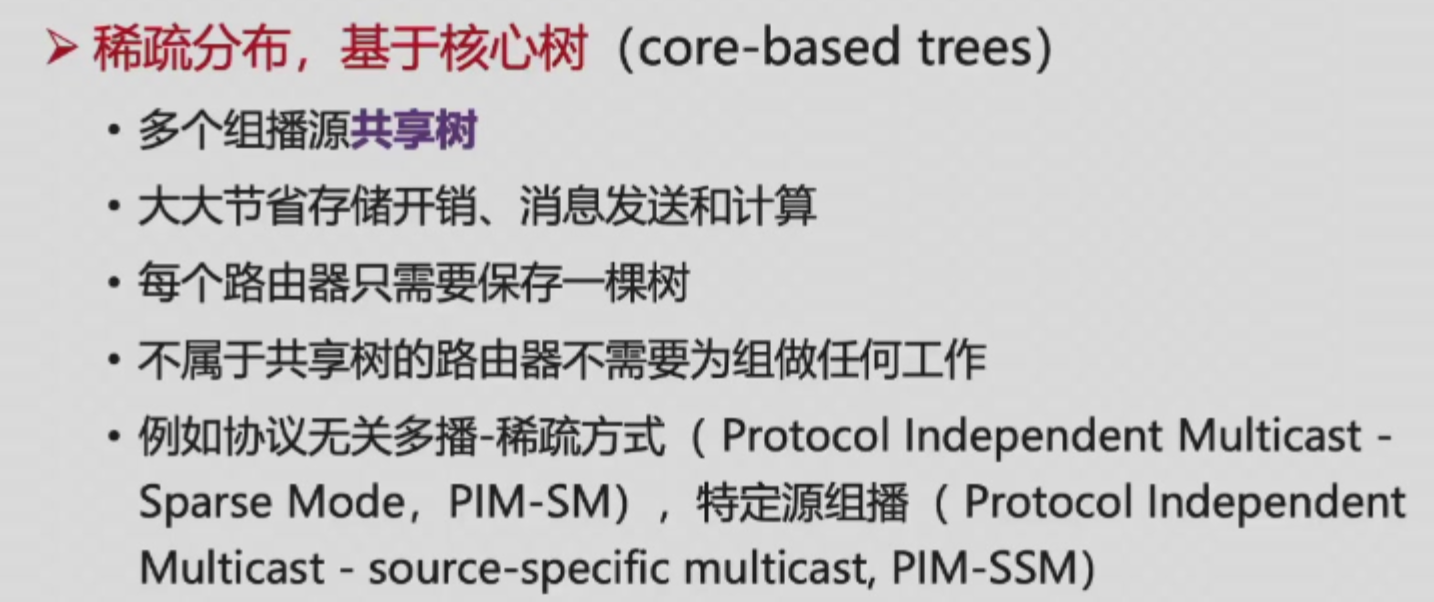 ➢ 稀疏分布，基于核心树（core-based trees）
• 多个组播源共享树
• 大大节省存储开销、消息发送和计算
• 每个路由器只需要保存一棵树
• 不属于共享树的路由器不需要为组做任何工作
• 例如协议无关多播-稀疏方式（ Protocol Independent Multicast -
Sparse Mode，PIM-SM），特定源组播（ Protocol Independent
Multicast - source-specific multicast, PIM-SSM）